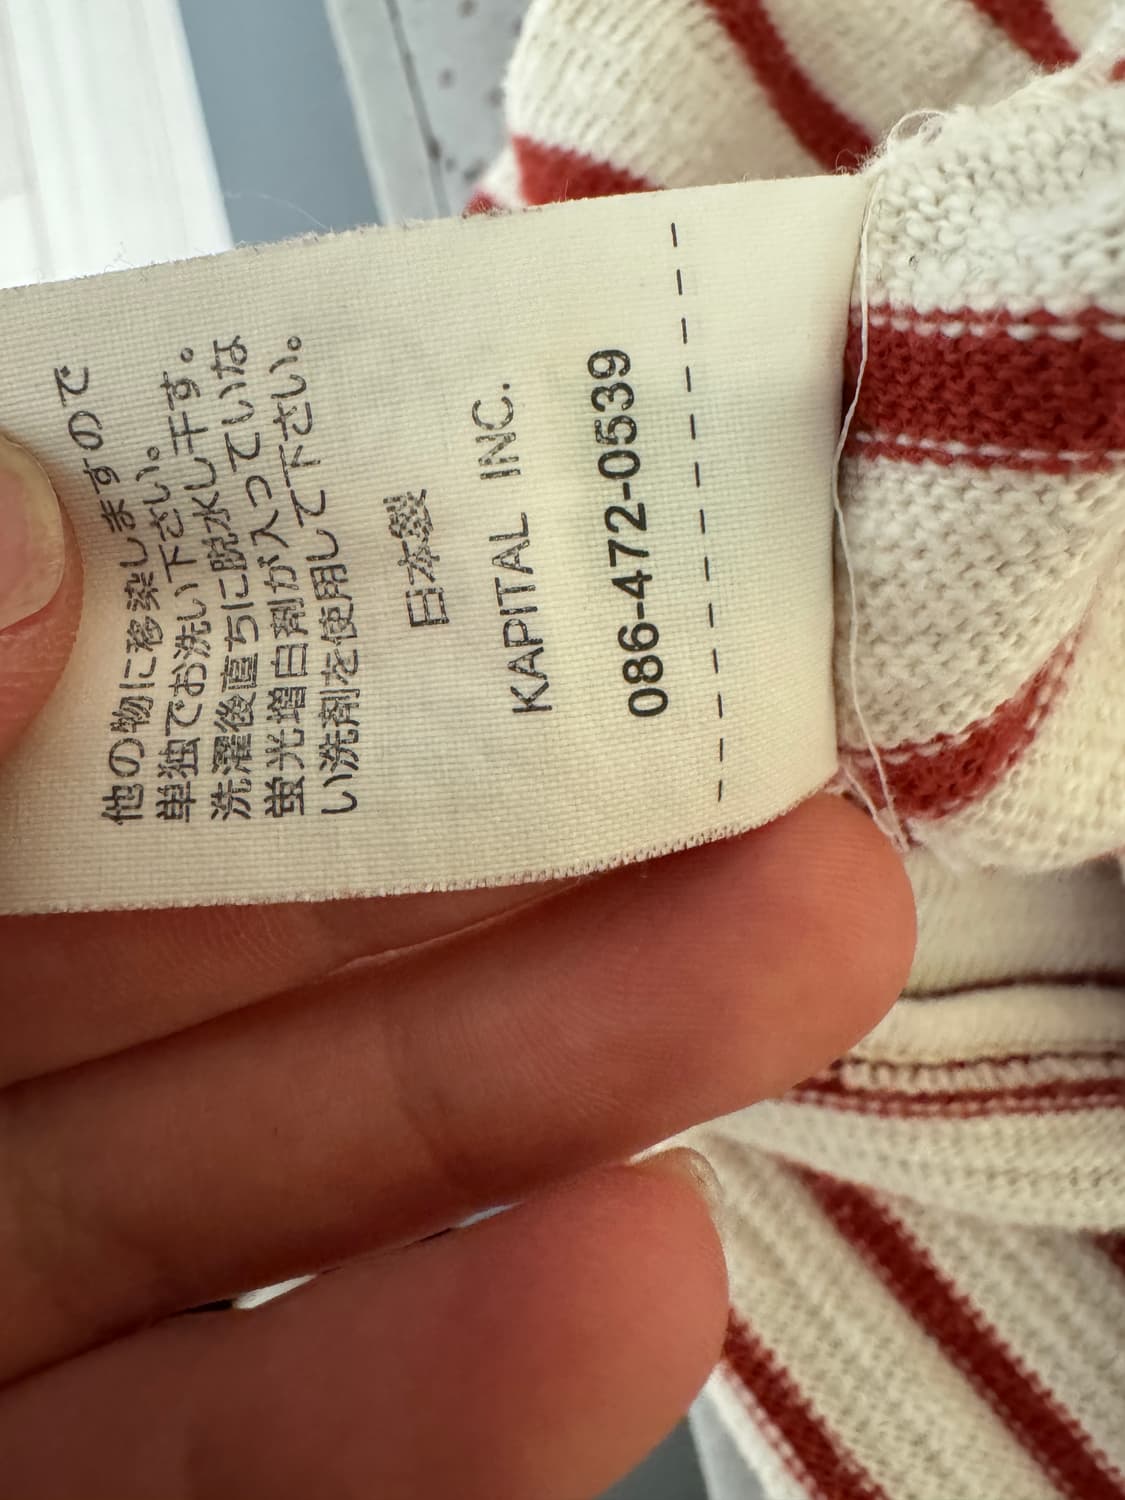 他の物に移染しますので
単独でお洗い下さい。
洗濯後直ちに脱水し干す。
蛍光増白剤が入っていな
い洗剤を使用して下さい。
日本製
KAPITAL INC.
086-472-0539